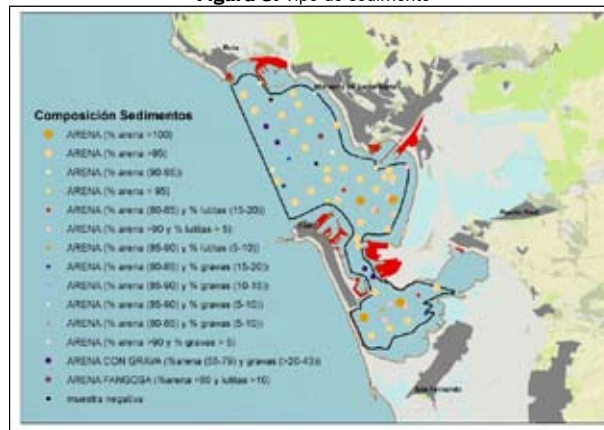 Figura 3. Tipo de sedimento
Rota
Puerto Real
San Fernando
Composición Sedimentos
ARENA (% arena >100)
ARENA (% arena >95)
ARENA (% arena (90-85))
ARENA (% arena > 95)
ARENA (% arena (80-85) y % lutitas (15-20))
ARENA (% arena >90 y % lutitas > 5)
ARENA (% arena (85-90) y % lutitas (5-10))
ARENA (% arena (80-85) y % gravas (15-20)
ARENA (% arena (85-90) y % gravas (10-15))
ARENA (% arena (85-90) y % gravas (5-10))
ARENA (% arena (80-85) y % gravas (5-10))
ARENA (% arena >90 y % gravas > 5)
ARENA CON GRAVA (%arena (55-79) y gravas (>20-43))
ARENA FANGOSA (%arena <90 y lutitas >10)
muestra negativa